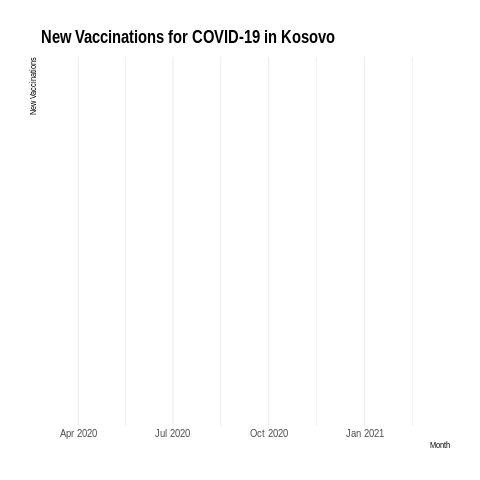 New Vaccinations for COVID-19 in Kosovo
New Vaccinations
Apr 2020
Jul 2020
Oct 2020
Jan 2021
Month